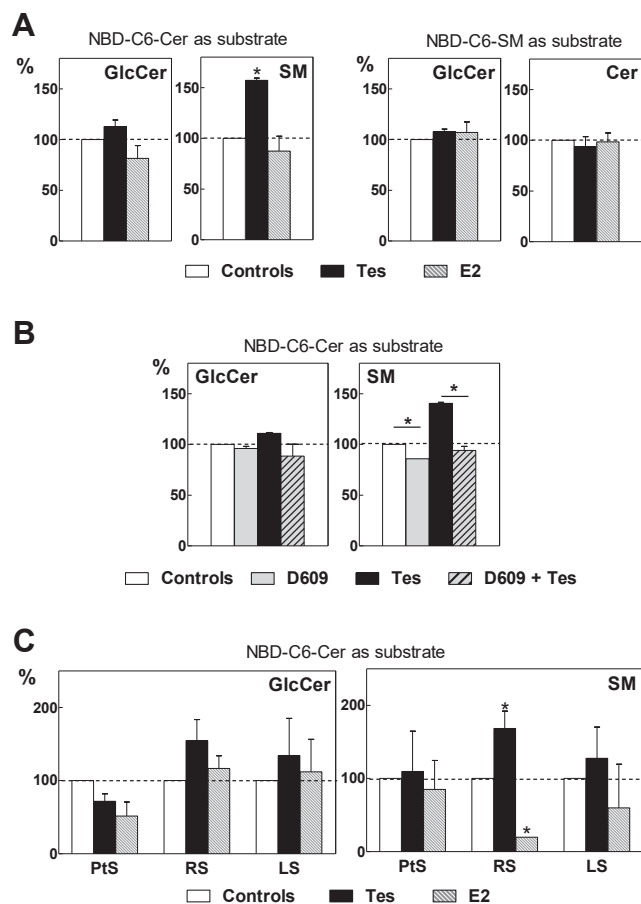 A
NBD-C6-Cer as substrate
NBD-C6-SM as substrate
%
GlcCer
SM
GlcCer
Cer
150
100
50
0
*
150
100
50
0
150
100
50
0
150
100
50
0
Controls Tes E2
B
NBD-C6-Cer as substrate
%
GlcCer
SM
150
100
50
0
150
100
50
0
* *
Controls D609 Tes D609 + Tes
C
NBD-C6-Cer as substrate
%
GlcCer
SM
200
100
0
200
100
0
* *
PtS RS LS
PtS RS LS
Controls Tes E2